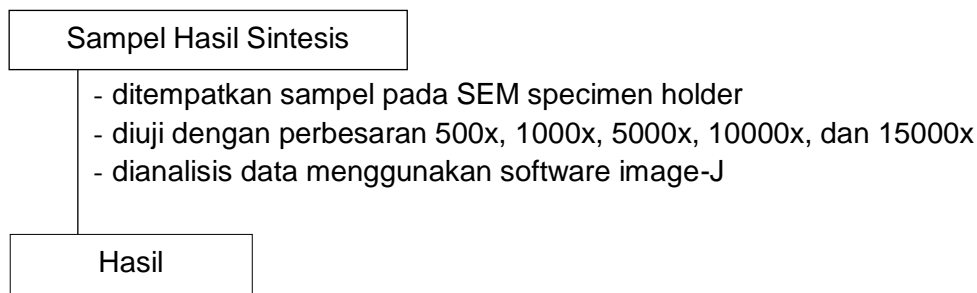 Sampel Hasil Sintesis
- ditempatkan sampel pada SEM specimen holder
- diuji dengan perbesaran 500x, 1000x, 5000x, 10000x, dan 15000x
- dianalisis data menggunakan software image-J
Hasil